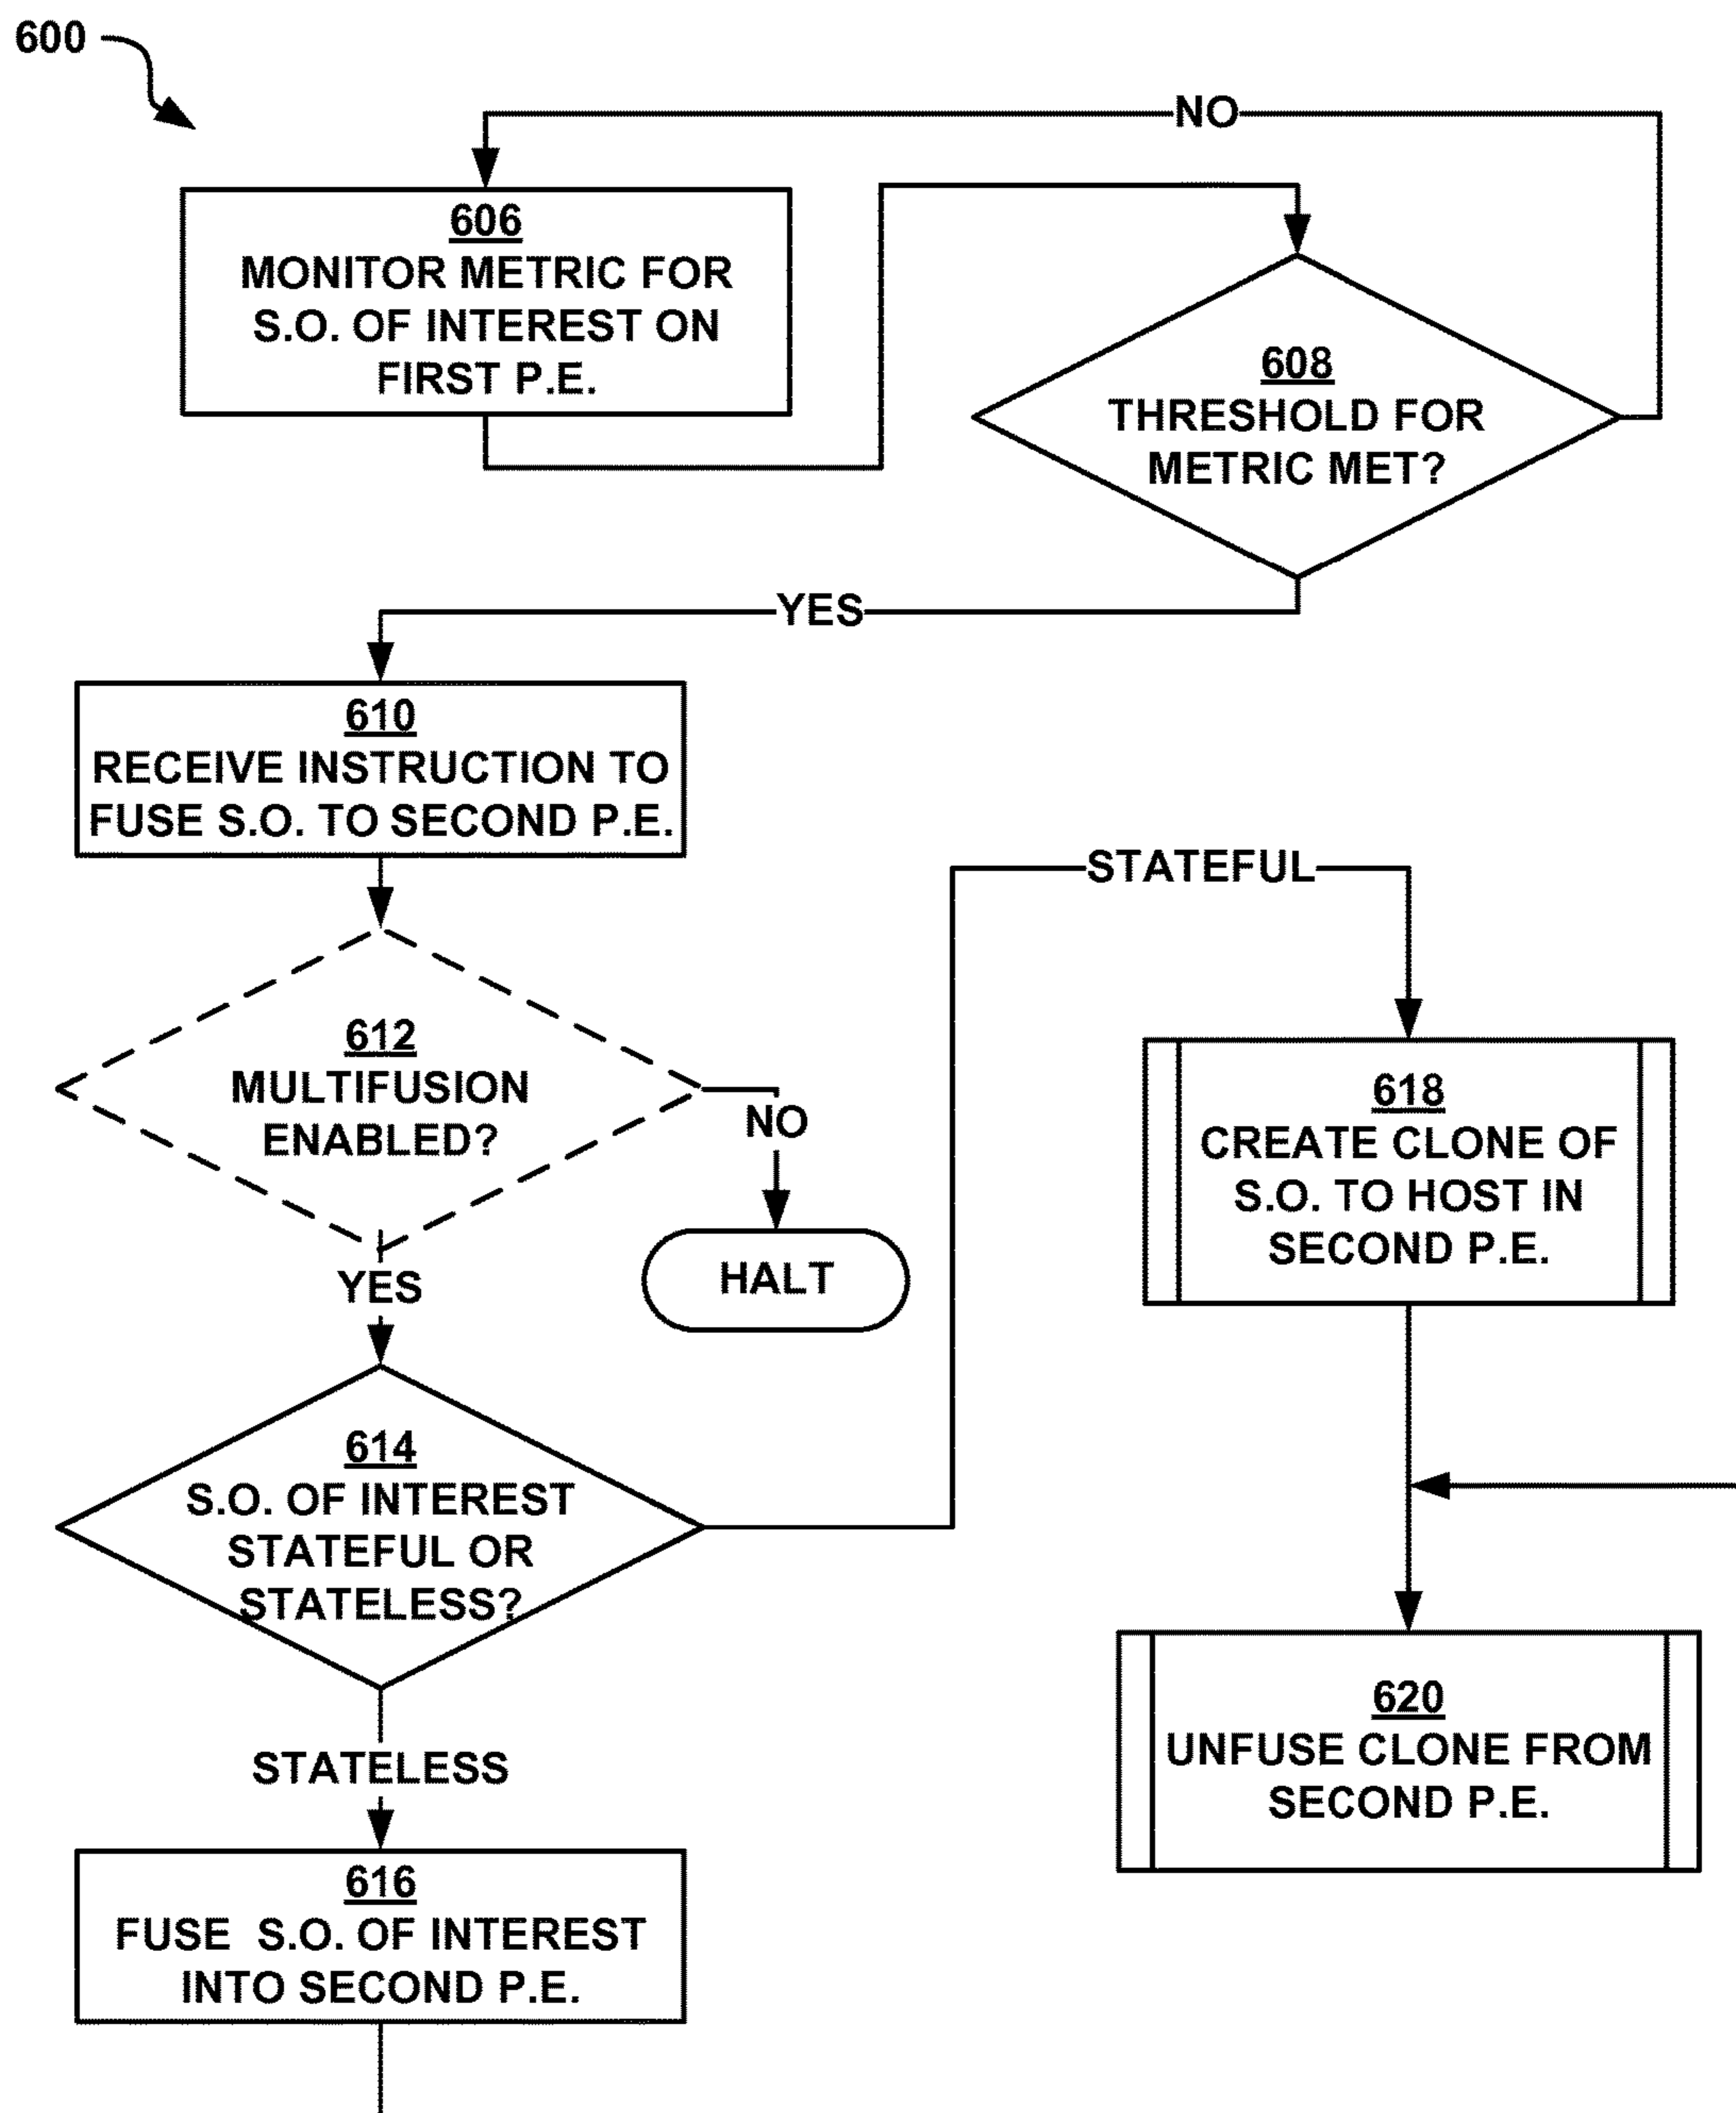 600
NO
606
MONITOR METRIC FOR
S.O. OF INTEREST ON
FIRST P.E.
608
THRESHOLD FOR
METRIC MET?
YES
610
RECEIVE INSTRUCTION TO
FUSE S.O. TO SECOND P.E.
STATEFUL
612
MULTIFUSION
ENABLED?
NO
HALT
YES
618
CREATE CLONE OF
S.O. TO HOST IN
SECOND P.E.
614
S.O. OF INTEREST
STATEFUL OR
STATELESS?
STATELESS
620
UNFUSE CLONE FROM
SECOND P.E.
616
FUSE S.O. OF INTEREST
INTO SECOND P.E.